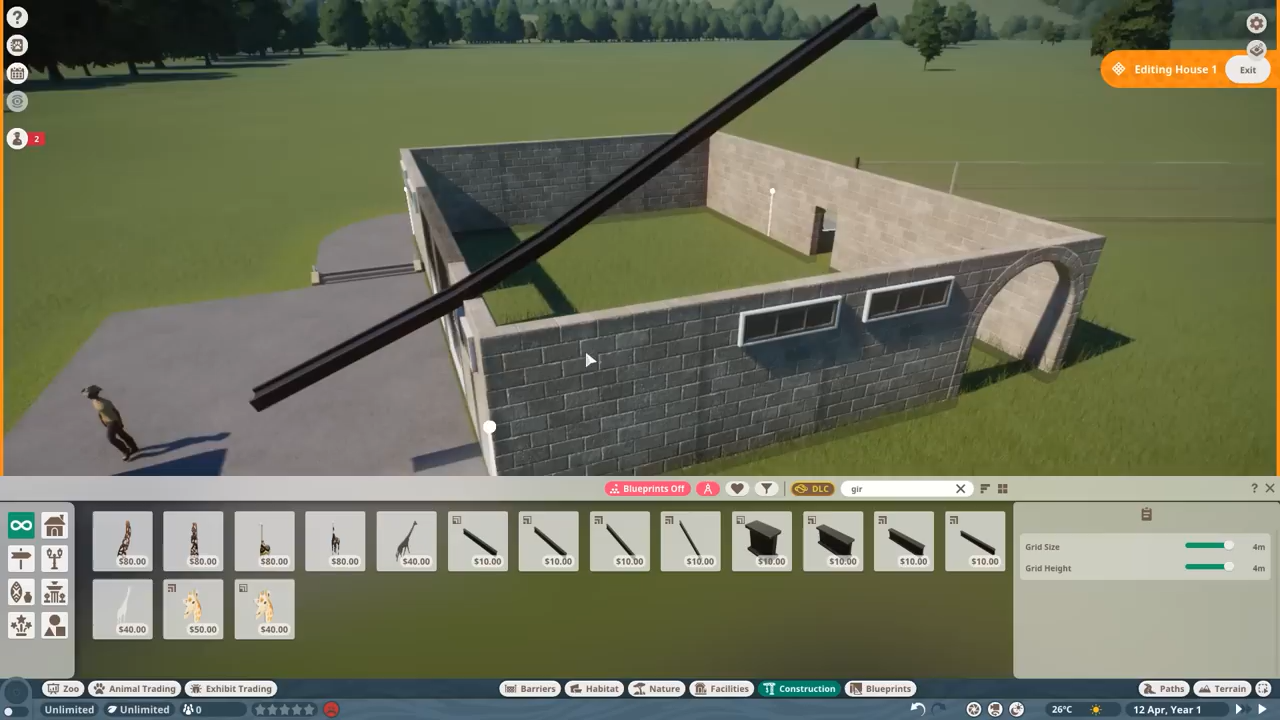 ?
Editing House 1
Exit
2
Blueprints Off
DLC
gir
?
$80.00
$80.00
$80.00
$80.00
$40.00
$10.00
$10.00
$10.00
$10.00
$10.00
$10.00
$10.00
$10.00
$40.00
$50.00
$40.00
Grid Size
4m
Grid Height
4m
Zoo
Animal Trading
Exhibit Trading
Barriers
Habitat
Nature
Facilities
Construction
Blueprints
Paths
Terrain
Unlimited
Unlimited
0
26°C
12 Apr, Year 1